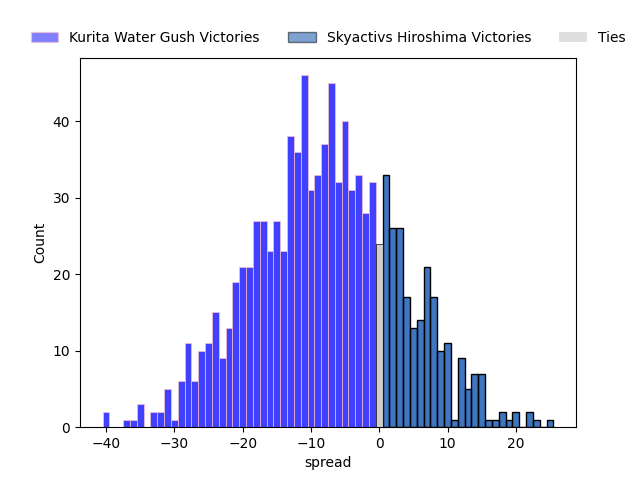 Kurita Water Gush Victories Skyactivs Hiroshima Victories Ties
40
30
20
10
0
Count
−40 −30 −20 −10 0 10 20
spread